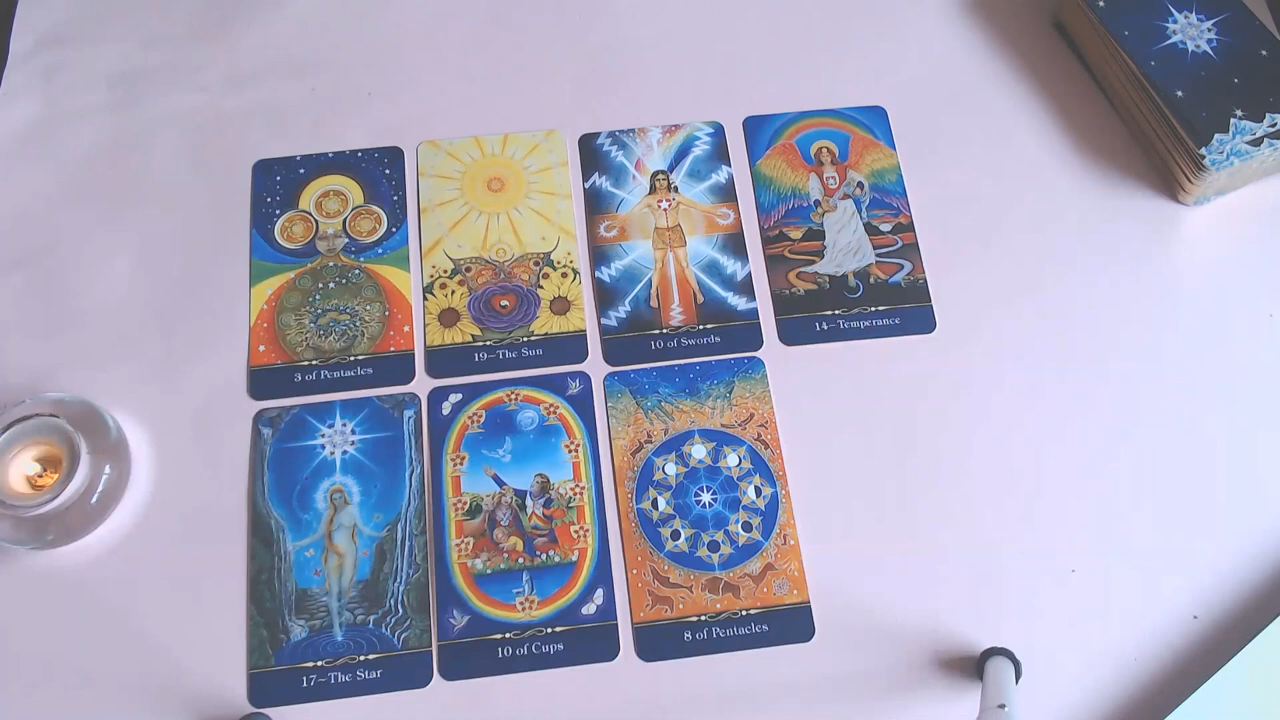 3 of Pentacles
19~The Sun
10 of Swords
14~Temperance
17~The Star
10 of Cups
8 of Pentacles